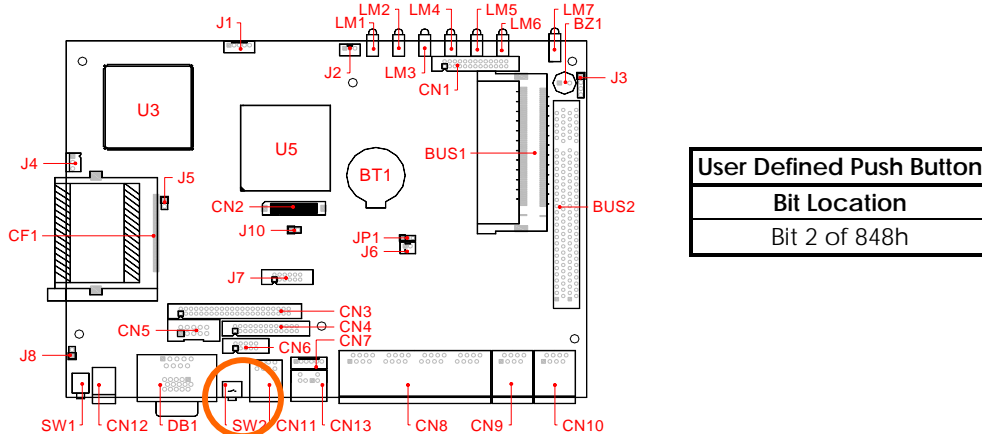 LM2 LM4 LM5 LM7
J1 LM1 LM6 BZ1
J2 LM3 J3
CN1
U3
U5
J4 BUS1
J5 BT1
CN2 BUS2
CF1
J10 JP1
J6
J7
CN3
CN5 CN4
CN6 CN7
J8
SW1 CN12 DB1 SW2 CN11 CN13 CN8 CN9 CN10
User Defined Push Button
Bit Location
Bit 2 of 848h